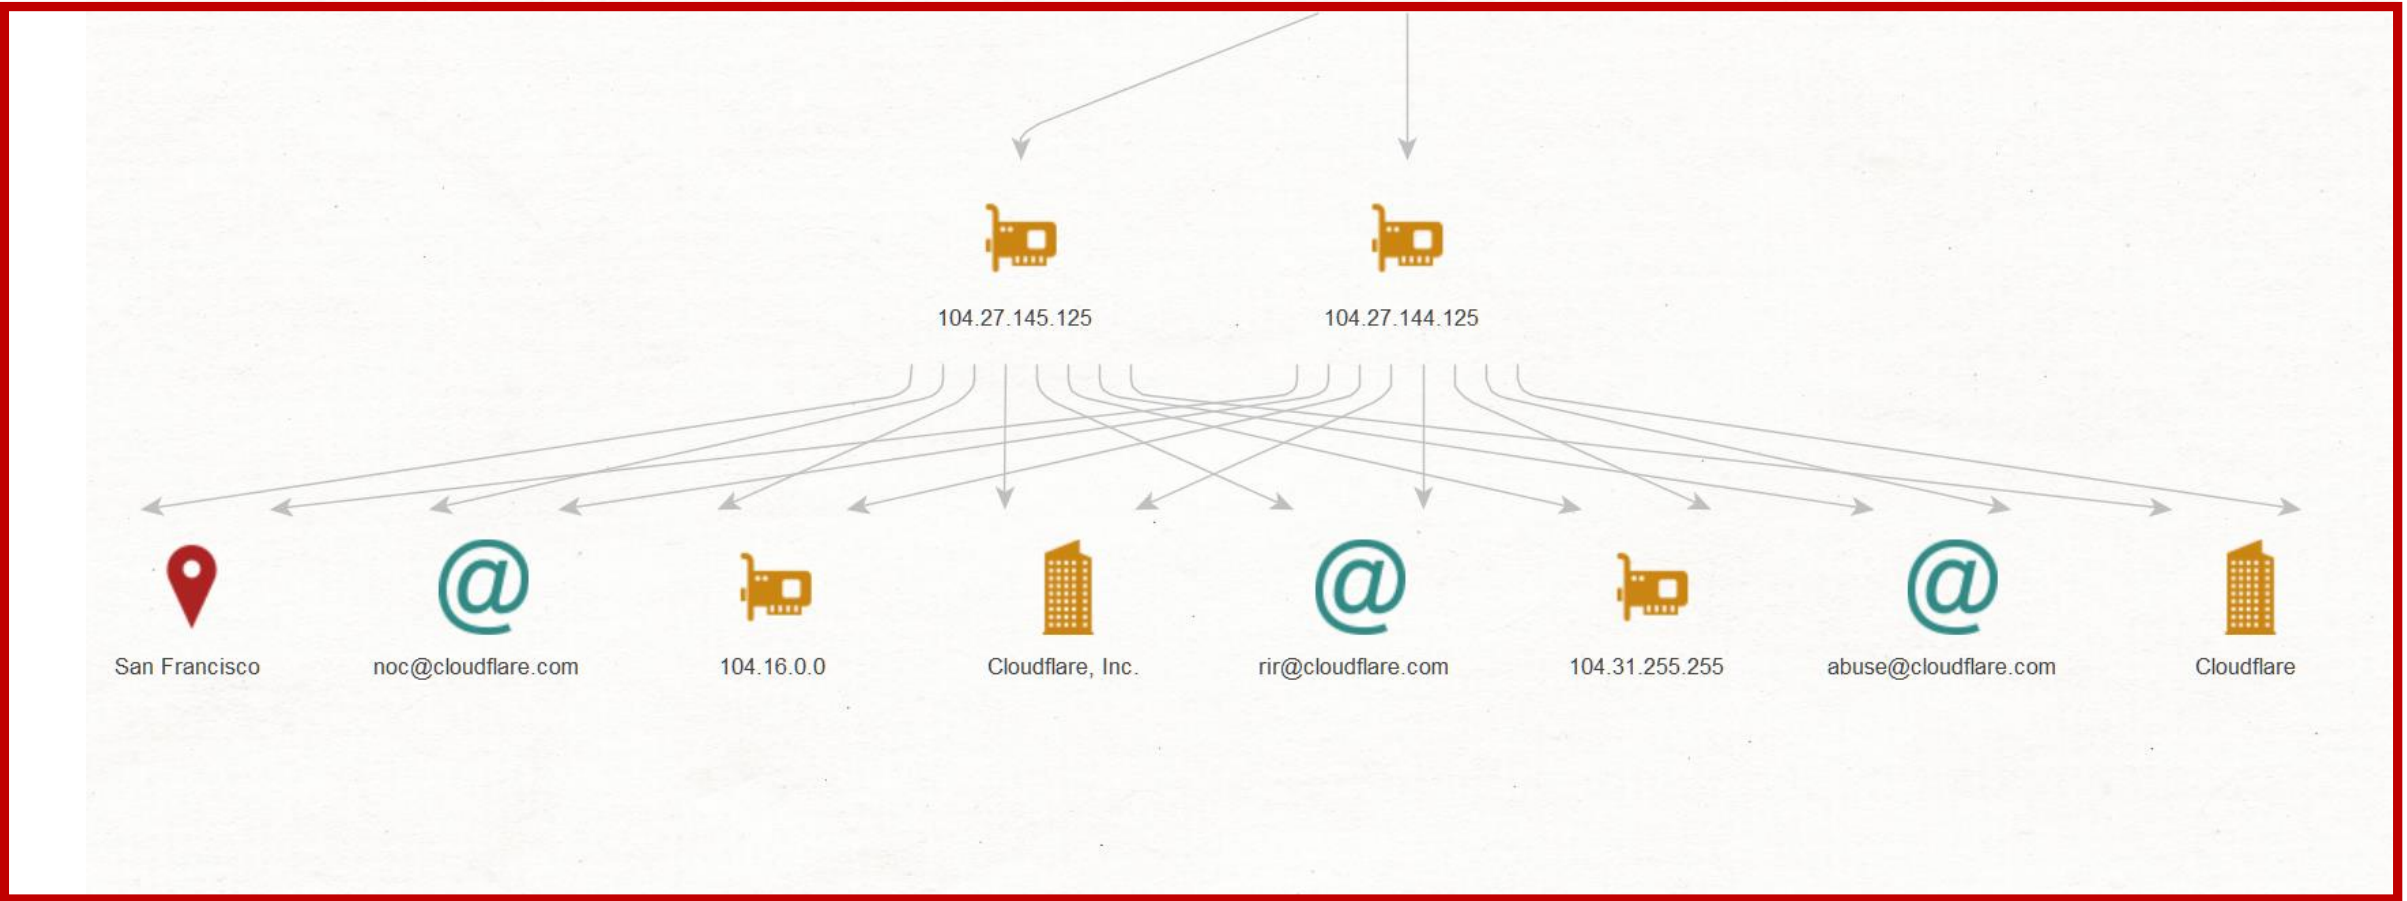 104.27.145.125
104.27.144.125
San Francisco
noc@cloudflare.com
104.16.0.0
Cloudflare, Inc.
rir@cloudflare.com
104.31.255.255
abuse@cloudflare.com
Cloudflare